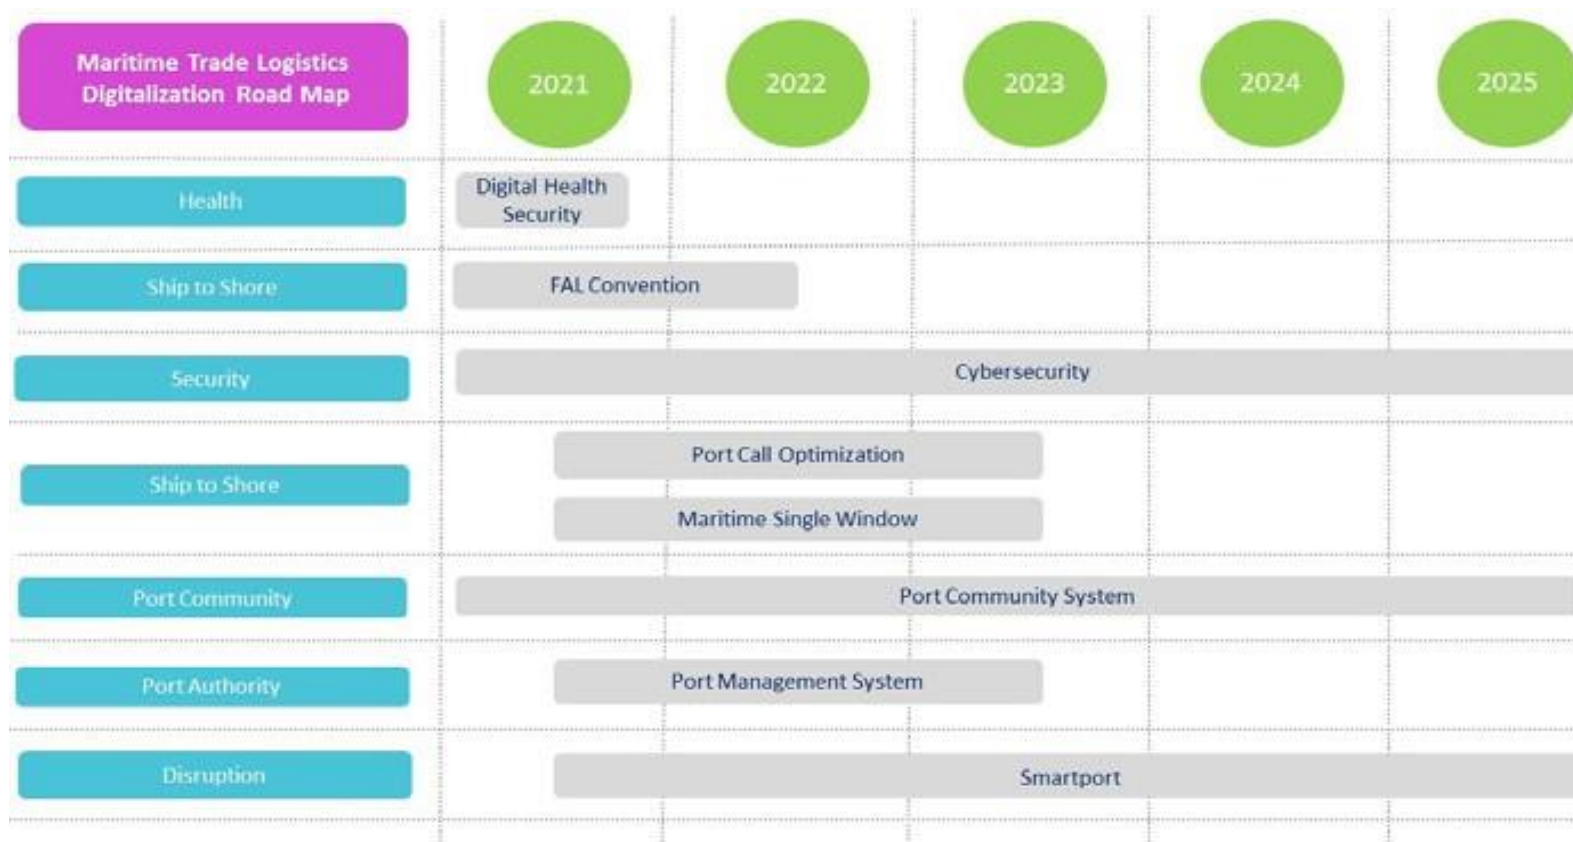 Maritime Trade Logistics
Digitalization Road Map
2021
2022
2023
2024
2025
Health
Digital Health
Security
Ship to Shore
FAL Convention
Security
Cybersecurity
Ship to Shore
Port Call Optimization
Maritime Single Window
Port Community
Port Community System
Port Authority
Port Management System
Disruption
Smartport